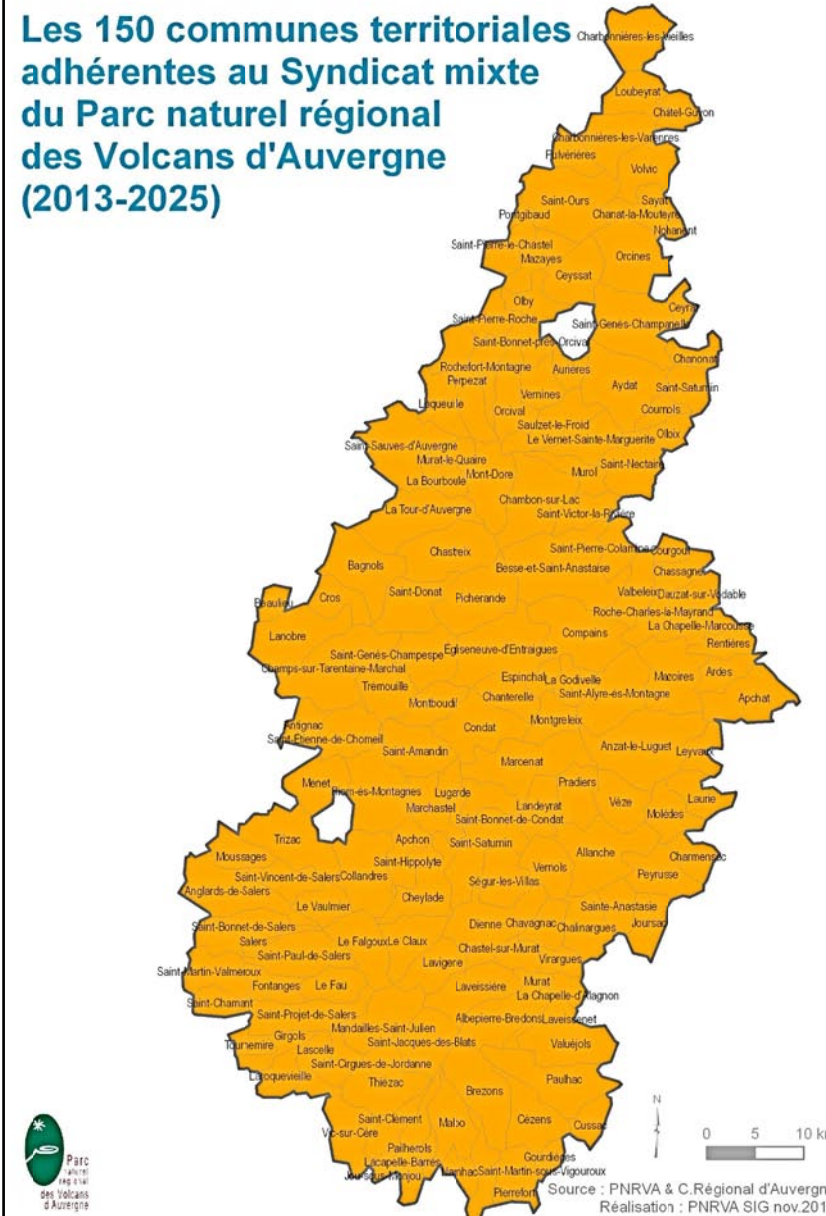 Les 150 communes territoriales
adhérentes au Syndicat mixte
du Parc naturel régional
des Volcans d'Auvergne
(2013-2025)
Charbonnières-les-Vieilles
Loubeyrat
Châtel-Guyon
Charbonnières-les-Varennes
Pulvérières
Volvic
Saint-Ours
Sayat
Pontgibaud
Chanat-la-Mouteyre
Nohanent
Saint-Pierre-le-Chastel
Orcines
Mazayes
Ceyssat
Olby
Ceyrat
Saint-Pierre-Roche
Saint-Genès-Champanelle
Saint-Bonnet-près-Orcival
Chanonat
Rochefort-Montagne
Aurières
Perpezat
Aydat
Saint-Saturnin
Vernines
Laqueuille
Orcival
Cournols
Saulzet-le-Froid
Le Vernet-Sainte-Marguerite
Olloix
Saint-Sauves-d'Auvergne
Murat-le-Quaire
Saint-Nectaire
Mont-Dore
Murol
La Bourboule
Chambon-sur-Lac
La Tour-d'Auvergne
Saint-Victor-la-Rivière
Chastreix
Saint-Pierre-Colamine
Courgoul
Bagnols
Besse-et-Saint-Anastaise
Chassagne
Saint-Donat
Valbeleix
Dauzat-sur-Vodable
Beaulieu
Cros
Picherande
Roche-Charles-la-Mayrand
La Chapelle-Marcousse
Lanobre
Compains
Rentières
Saint-Genès-Champespe
Égliseneuve-d'Entraigues
Champs-sur-Tarentaine-Marchal
Espinchal
La Godivelle
Mazoires
Ardes
Trémouille
Chanterelle
Saint-Alyre-ès-Montagne
Apchat
Montboudif
Antignac
Condat
Montgreleix
Saint-Étienne-de-Chomeil
Saint-Amandin
Anzat-le-Luguet
Leyvaux
Marcenat
Menet
Riom-ès-Montagnes
Lugarde
Pradiers
Marchastel
Landeyrat
Vèze
Laurie
Saint-Bonnet-de-Condat
Molèdes
Trizac
Apchon
Saint-Saturnin
Moussages
Saint-Hippolyte
Allanche
Charmensac
Saint-Vincent-de-Salers
Collandres
Vernols
Peyrusse
Anglards-de-Salers
Ségur-les-Villas
Le Vaulmier
Cheylade
Sainte-Anastasie
Saint-Bonnet-de-Salers
Dienne
Chavagnac
Chalinargues
Joursac
Salers
Le Falgoux
Le Claux
Chastel-sur-Murat
Saint-Paul-de-Salers
Lavigerie
Virargues
Saint-Martin-Valmeroux
Fontanges
Le Fau
Laveissière
Murat
La Chapelle-d'Alagnon
Saint-Chamant
Saint-Projet-de-Salers
Albepierre-Bredons
Laveissenet
Mandailles-Saint-Julien
Girgols
Saint-Jacques-des-Blats
Tournemire
Lascelle
Valuéjols
Saint-Cirgues-de-Jordanne
Laroquevieille
Thiézac
Paulhac
Brezons
Saint-Clément
Malbo
Cézens
Cussac
Vic-sur-Cère
Pailherols
Gourdièges
Lacapelle-Barrès
Jou-sous-Monjou
Narnhac
Saint-Martin-sous-Vigouroux
Pierrefort
N
0 5 10 km
Source : PNRVA & C.Régional d'Auvergn
Réalisation : PNRVA SIG nov.201
Parc
naturel
régional
des Volcans
d'Auvergne